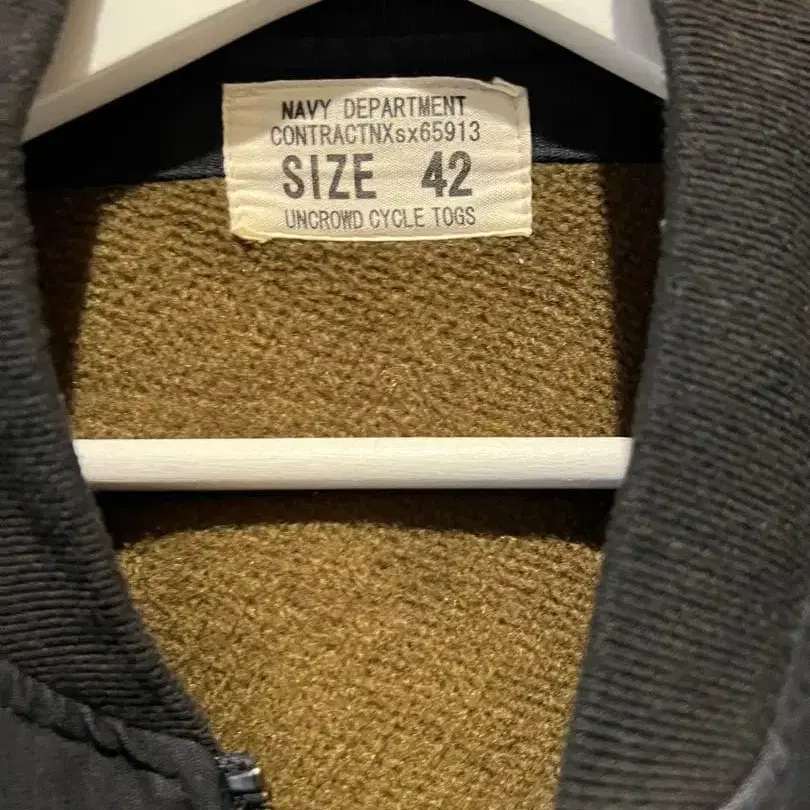 NAVY DEPARTMENT
CONTRACTNXsx65913
SIZE 42
UNCROWD CYCLE TOGS